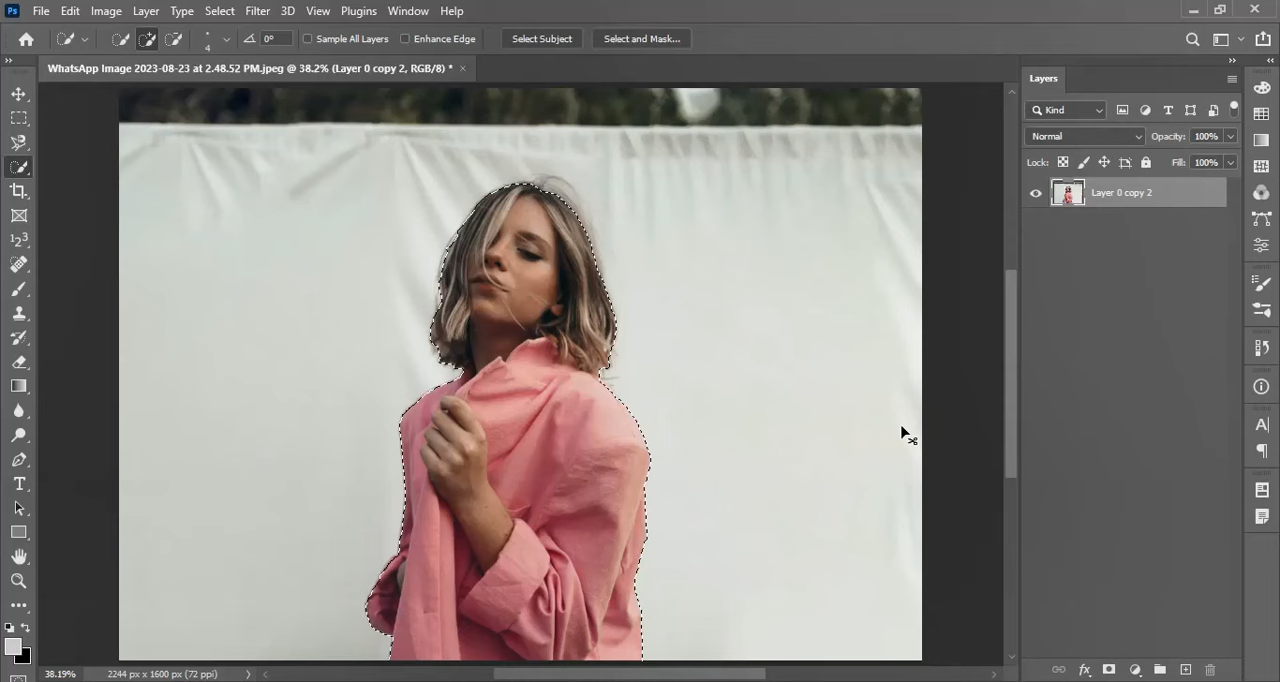 Ps File Edit Image Layer Type Select Filter 3D View Plugins Window Help
4 0° Sample All Layers Enhance Edge Select Subject Select and Mask...
WhatsApp Image 2023-08-23 at 2.48.52 PM.jpeg @ 38.2% (Layer 0 copy 2, RGB/8) * ×
Layers
Kind
Normal Opacity: 100%
Lock: Fill: 100%
Layer 0 copy 2
38.19% 2244 px x 1600 px (72 ppi)